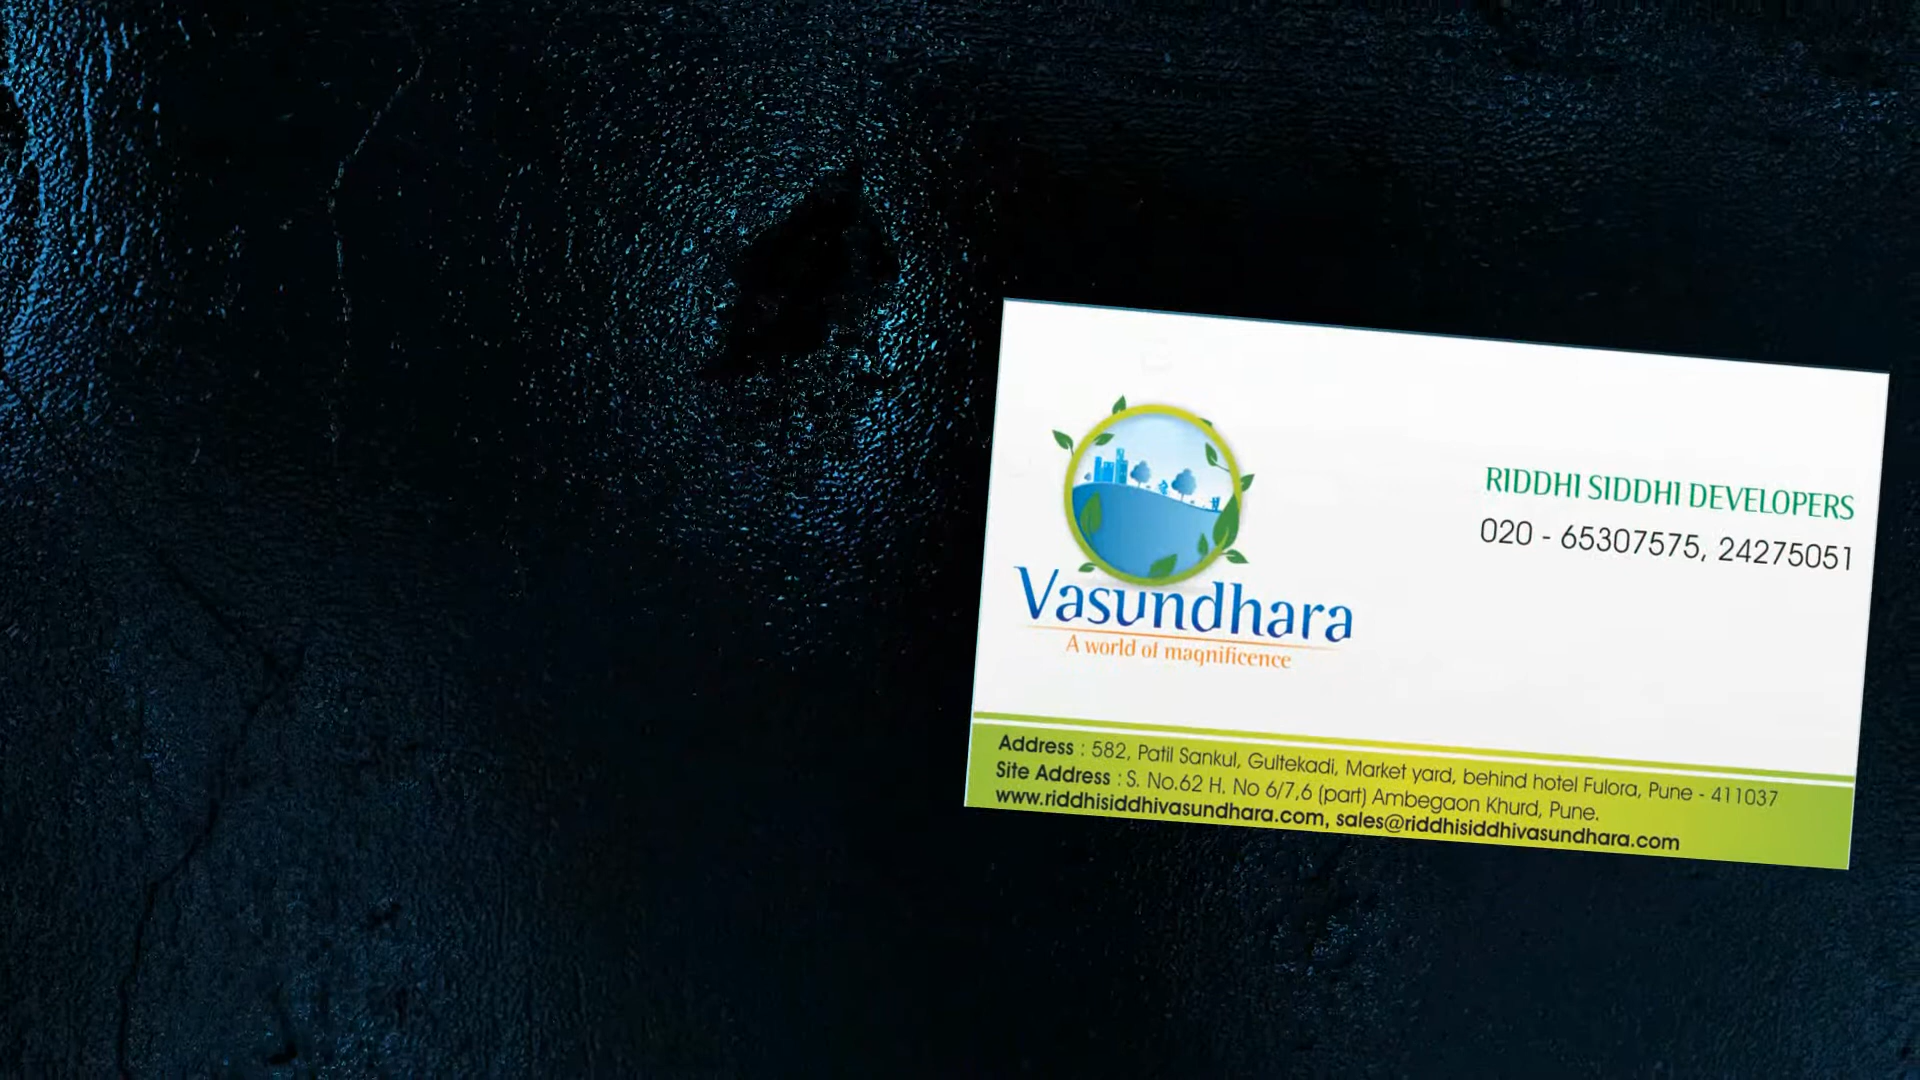 RIDDHI SIDDHI DEVELOPERS
020 - 65307575, 24275051
Vasundhara
A world of magnificence
Address : 582, Patil Sankul, Gultekadi, Market yard, behind hotel Fulora, Pune - 411037
Site Address : S. No.62 H. No 6/7,6 (part) Ambegaon Khurd, Pune.
www.riddhisiddhivasundhara.com, sales@riddhisiddhivasundhara.com